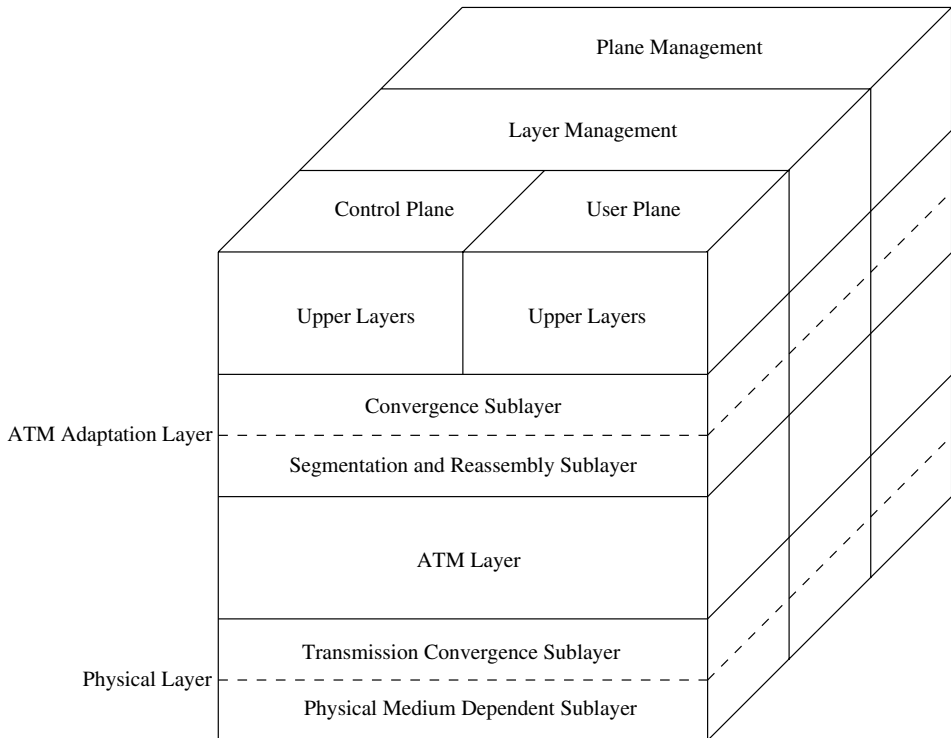 Plane Management
Layer Management
Control Plane
User Plane
Upper Layers
Upper Layers
Convergence Sublayer
ATM Adaptation Layer
Segmentation and Reassembly Sublayer
ATM Layer
Transmission Convergence Sublayer
Physical Layer
Physical Medium Dependent Sublayer